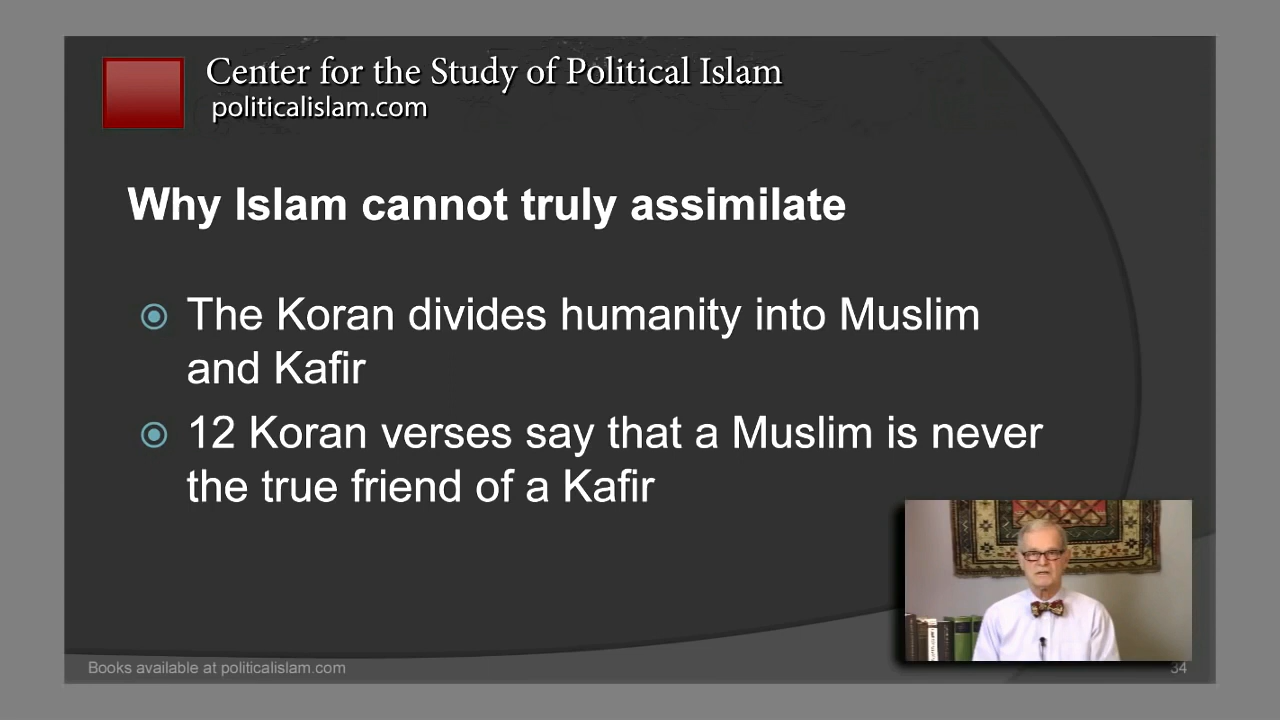 Center for the Study of Political Islam
politicalislam.com
Why Islam cannot truly assimilate
The Koran divides humanity into Muslim
and Kafir
12 Koran verses say that a Muslim is never
the true friend of a Kafir
Books available at politicalislam.com
34